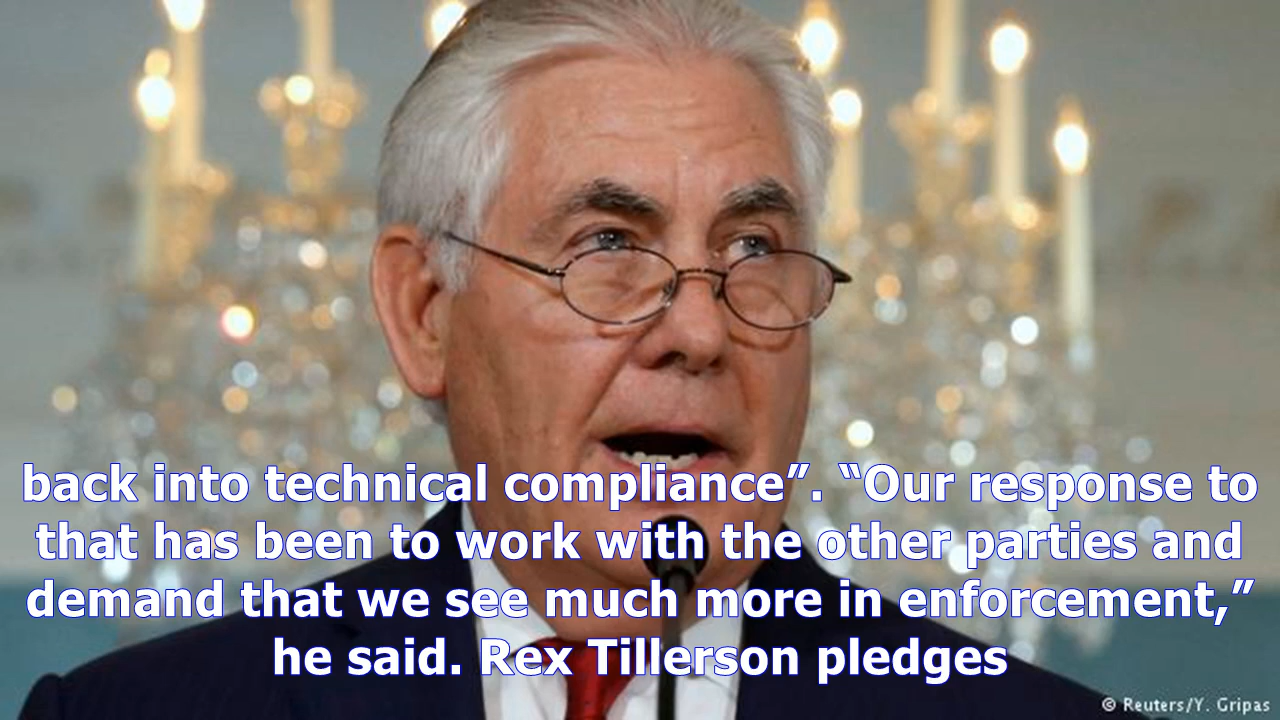 back into technical compliance”. “Our response to
that has been to work with the other parties and
demand that we see much more in enforcement,”
he said. Rex Tillerson pledges
© Reuters/Y. Gripas